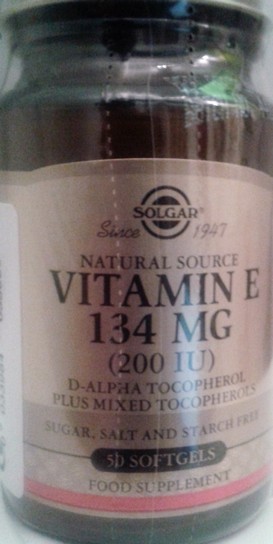 SOLGAR®
Since 1947
NATURAL SOURCE
VITAMIN E
134 MG
(200 IU)
D-ALPHA TOCOPHEROL
PLUS MIXED TOCOPHEROLS
SUGAR, SALT AND STARCH FREE
50 SOFTGELS
FOOD SUPPLEMENT